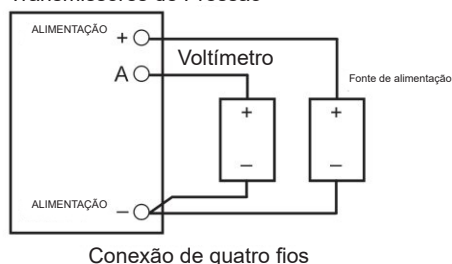 Transmissores de Pressão
ALIMENTAÇÃO +
A
Voltímetro
Fonte de alimentação
+
+
−
−
ALIMENTAÇÃO −
Conexão de quatro fios